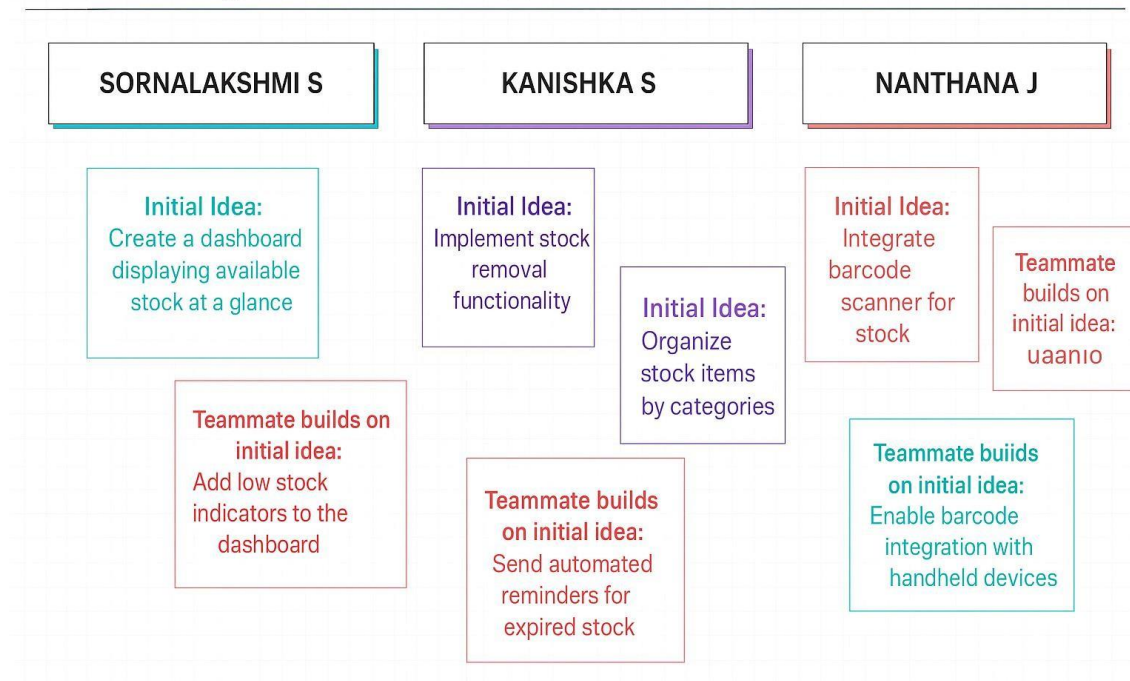 SORNALAKSHMI S
KANISHKA S
NANTHANA J
Initial Idea:
Create a dashboard
displaying available
stock at a glance
Teammate builds on
initial idea:
Add low stock
indicators to the
dashboard
Initial Idea:
Implement stock
removal
functionality
Initial Idea:
Organize
stock items
by categories
Teammate builds
on initial idea:
Send automated
reminders for
expired stock
Initial Idea:
Integrate
barcode
scanner for
stock
Teammate
builds on
initial idea:
uaanıo
Teammate buiids
on initial idea:
Enable barcode
integration with
handheld devices